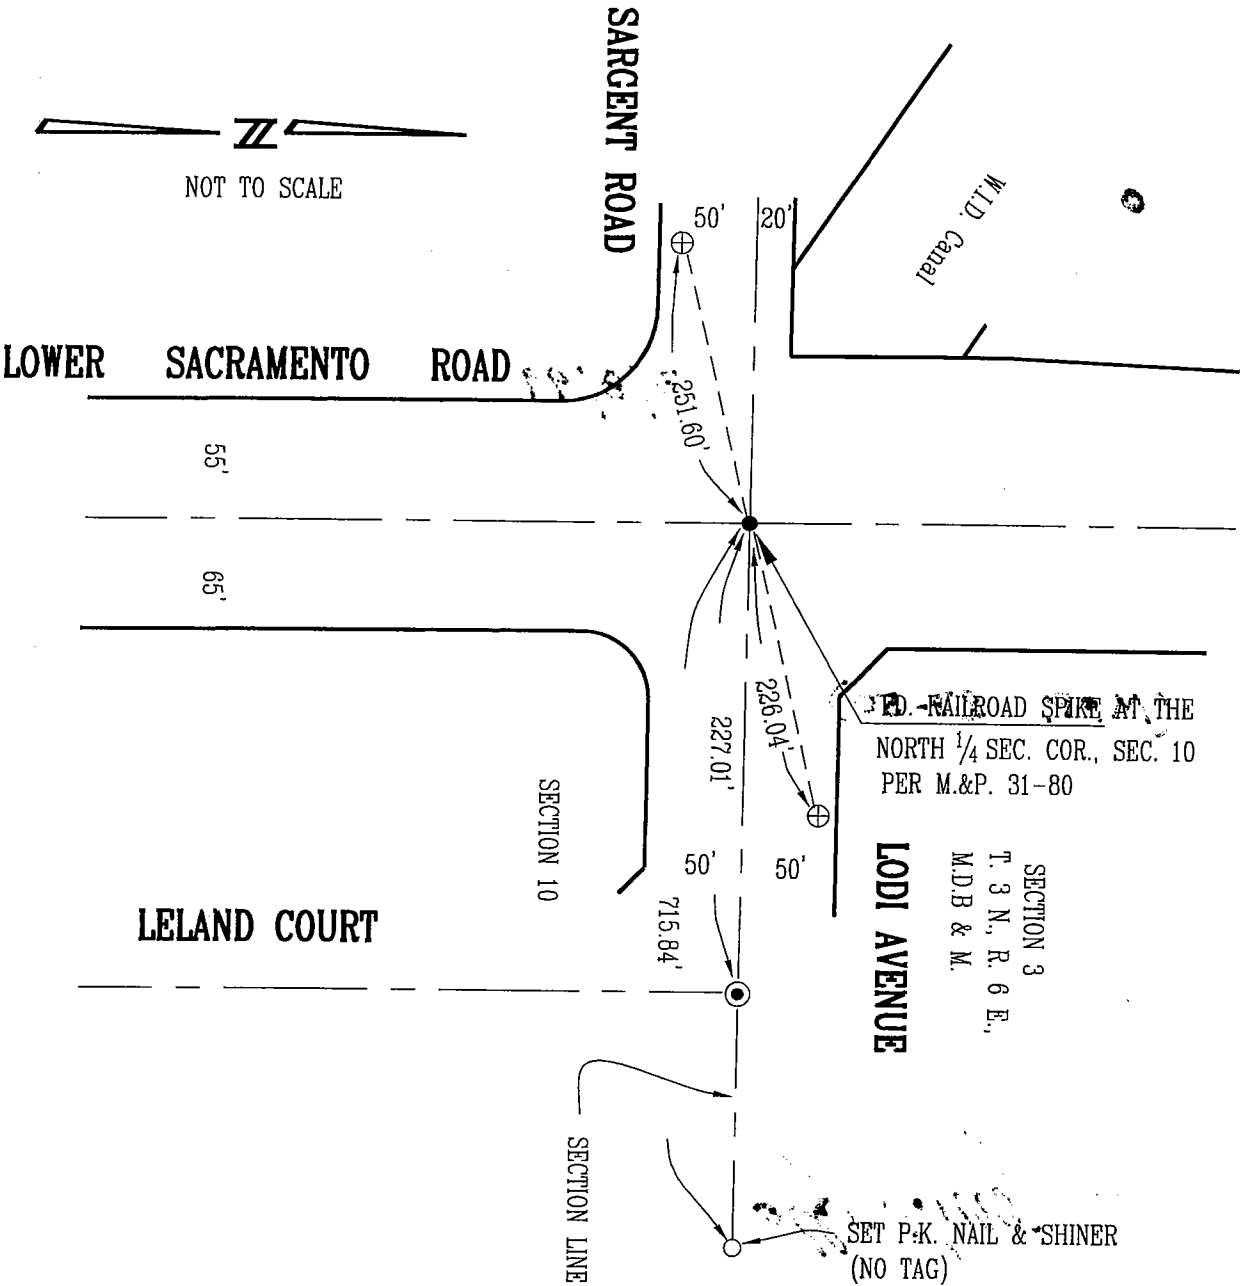 SARGENT ROAD
N
NOT TO SCALE
50'
20'
W.I.D. Canal
LOWER SACRAMENTO ROAD
251.60'
55'
65'
226.04'
227.01'
FD. RAILROAD SPIKE AT THE
NORTH 1/4 SEC. COR., SEC. 10
PER M.&P. 31-80
SECTION 10
50'
50'
LODI AVENUE
SECTION 3
T. 3 N., R. 6 E.,
M.D.B & M.
LELAND COURT
715.84'
SECTION LINE
SET P.K. NAIL & SHINER
(NO TAG)